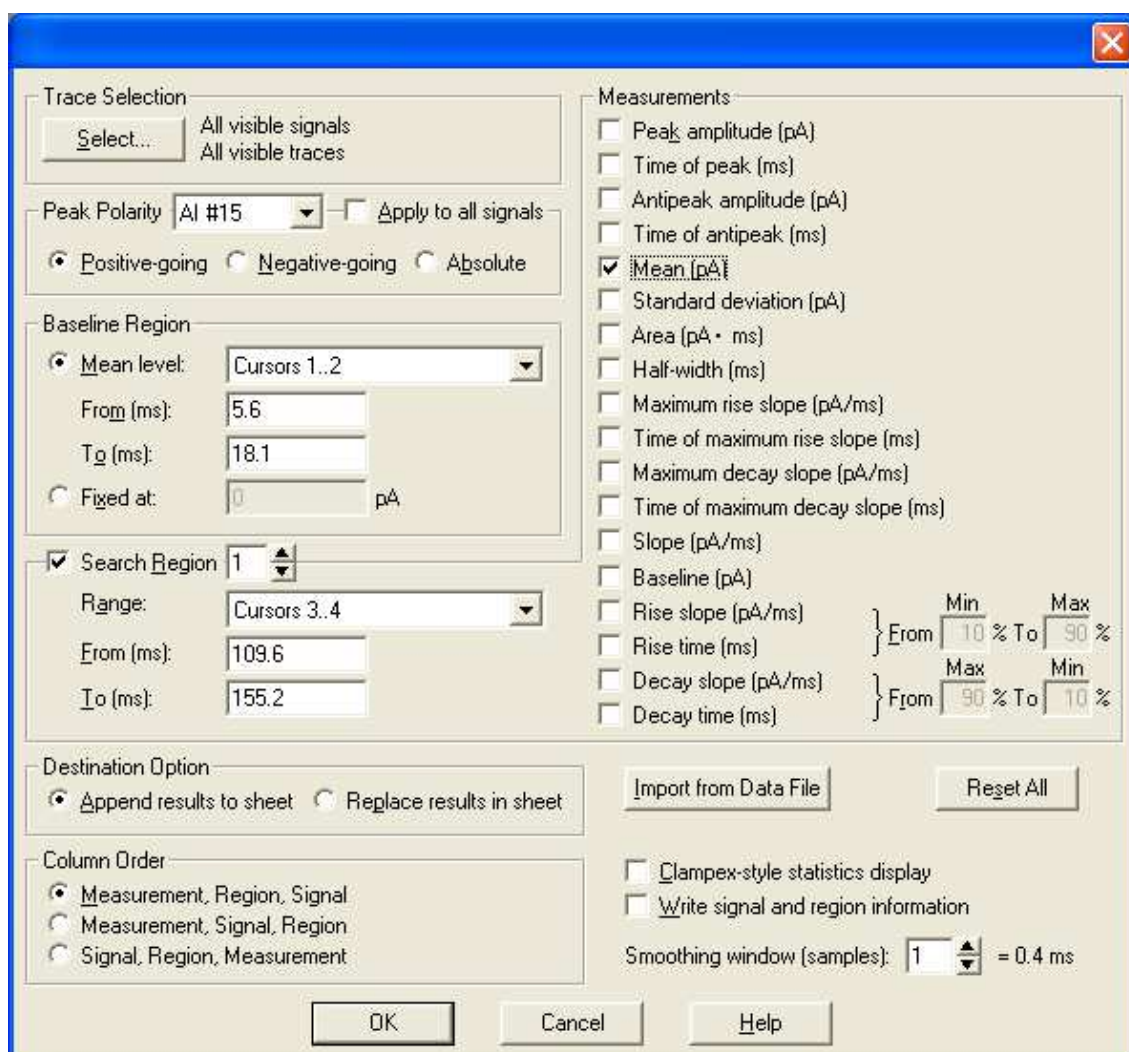 Trace Selection
Select...
All visible signals
All visible traces
Peak Polarity AI #15 Apply to all signals
Positive-going Negative-going Absolute
Baseline Region
Mean level: Cursors 1..2
From (ms): 5.6
To (ms): 18.1
Fixed at: 0 pA
Search Region 1
Range: Cursors 3..4
From (ms): 109.6
To (ms): 155.2
Measurements
Peak amplitude (pA)
Time of peak (ms)
Antipeak amplitude (pA)
Time of antipeak (ms)
Mean (pA)
Standard deviation (pA)
Area (pA · ms)
Half-width (ms)
Maximum rise slope (pA/ms)
Time of maximum rise slope (ms)
Maximum decay slope (pA/ms)
Time of maximum decay slope (ms)
Slope (pA/ms)
Baseline (pA)
Rise slope (pA/ms)
Rise time (ms)
Min Max
From 10 % To 90 %
Decay slope (pA/ms)
Decay time (ms)
Max Min
From 90 % To 10 %
Destination Option
Append results to sheet Replace results in sheet
Import from Data File Reset All
Column Order
Measurement, Region, Signal
Measurement, Signal, Region
Signal, Region, Measurement
Clampex-style statistics display
Write signal and region information
Smoothing window (samples): 1 = 0.4 ms
OK Cancel Help